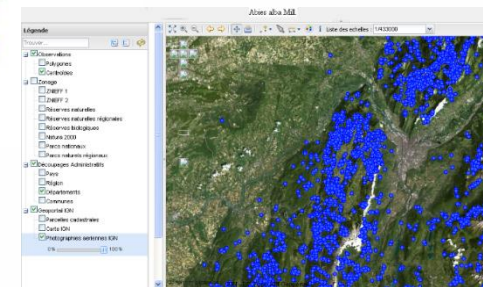 Abies alba Mill.
Légende
Trouver...
Liste des echelles : 1/433000
Observations
Polygones
Centroïdes
Zonage
ZNIEFF 1
ZNIEFF 2
Réserves naturelles
Réserves naturelles régionales
Réserves biologiques
Natura 2000
Parcs nationaux
Parcs naturels régionaux
Découpages Administratifs
Pays
Région
Départements
Communes
Géoportail IGN
Parcelles cadastrales
Carte IGN
Photographies aériennes IGN
0%
100%